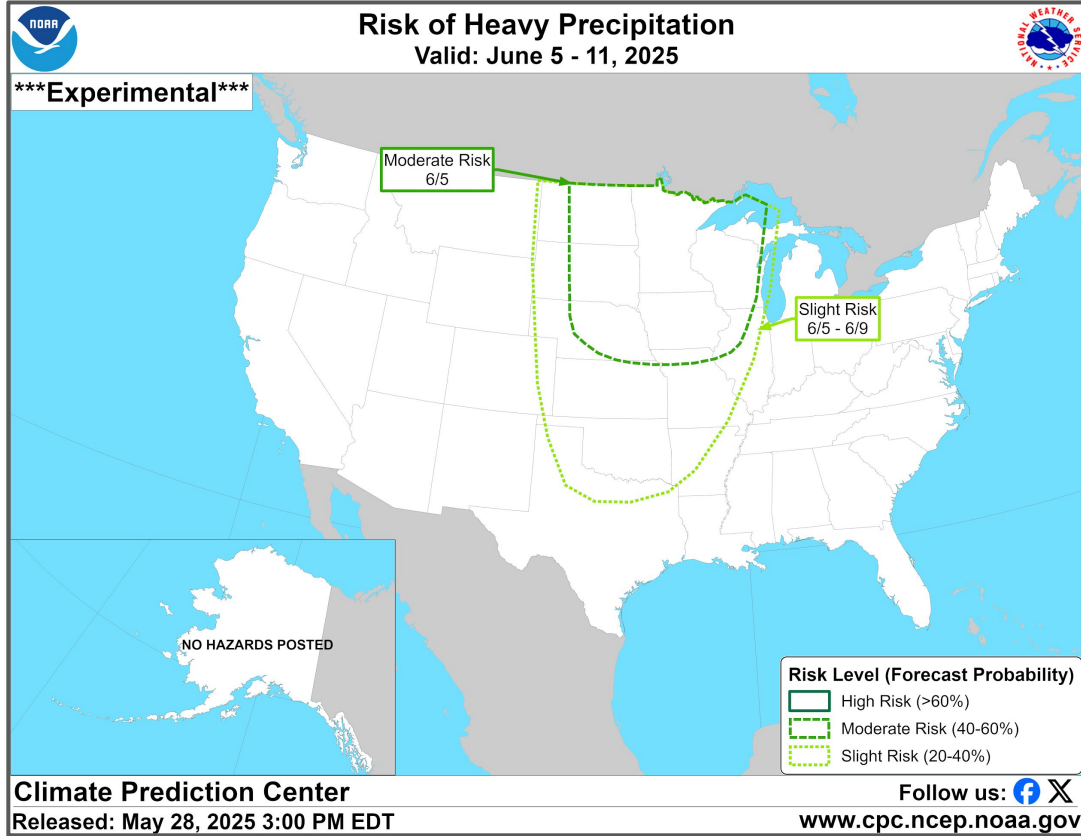 NOAA
Risk of Heavy Precipitation
Valid: June 5 - 11, 2025
NATIONAL WEATHER SERVICE
***Experimental***
Moderate Risk
6/5
Slight Risk
6/5 - 6/9
NO HAZARDS POSTED
Risk Level (Forecast Probability)
High Risk (>60%)
Moderate Risk (40-60%)
Slight Risk (20-40%)
Climate Prediction Center
Follow us:
Released: May 28, 2025 3:00 PM EDT
www.cpc.ncep.noaa.gov